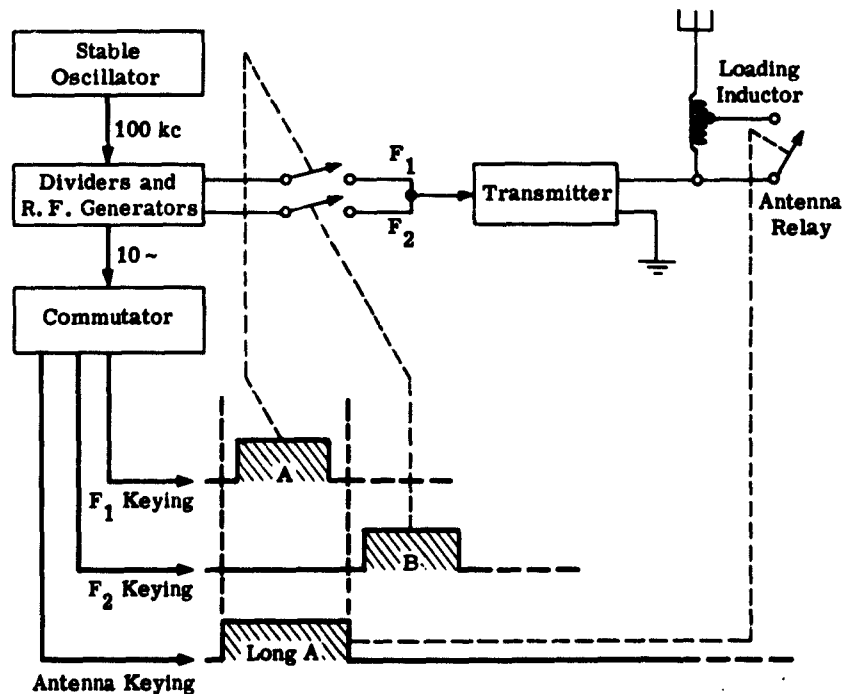 Stable
Oscillator
100 kc
Dividers and
R. F. Generators
10 ~
Commutator
F1
F2
Transmitter
Loading
Inductor
Antenna
Relay
A
F1 Keying
B
F2 Keying
Long A
Antenna Keying